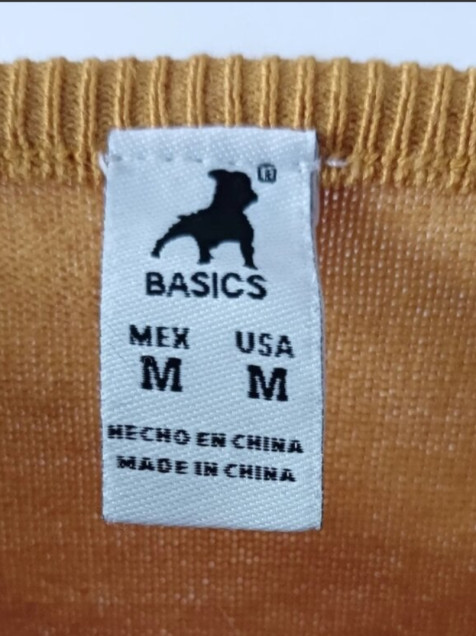 ®
BASICS
MEX USA
M M
HECHO EN CHINA
MADE IN CHINA